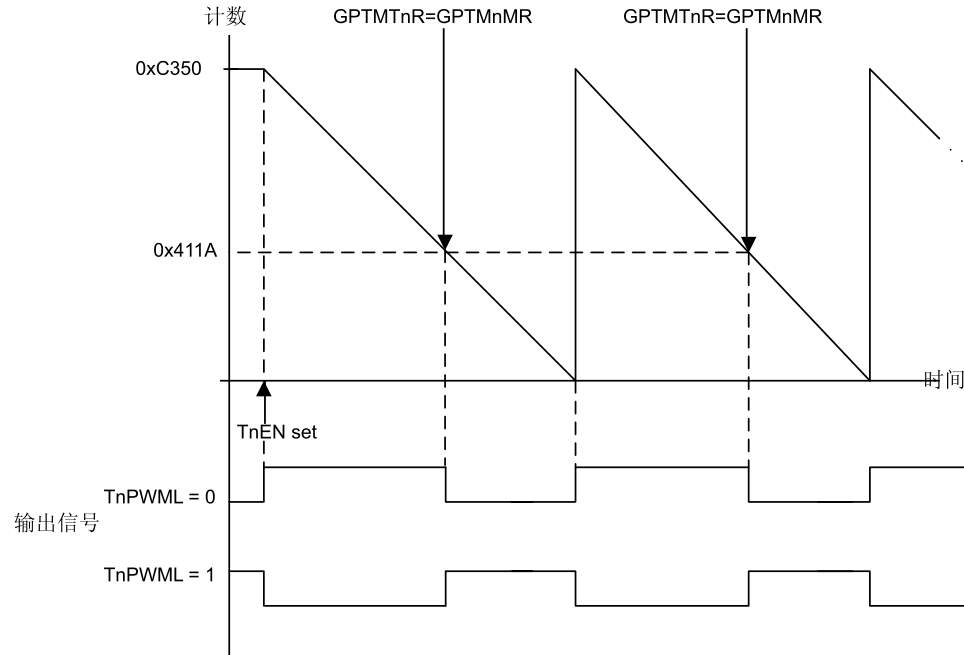 计数
GPTMTnR=GPTMnMR
GPTMTnR=GPTMnMR
0xC350
0x411A
时间
TnEN set
TnPWML = 0
输出信号
TnPWML = 1